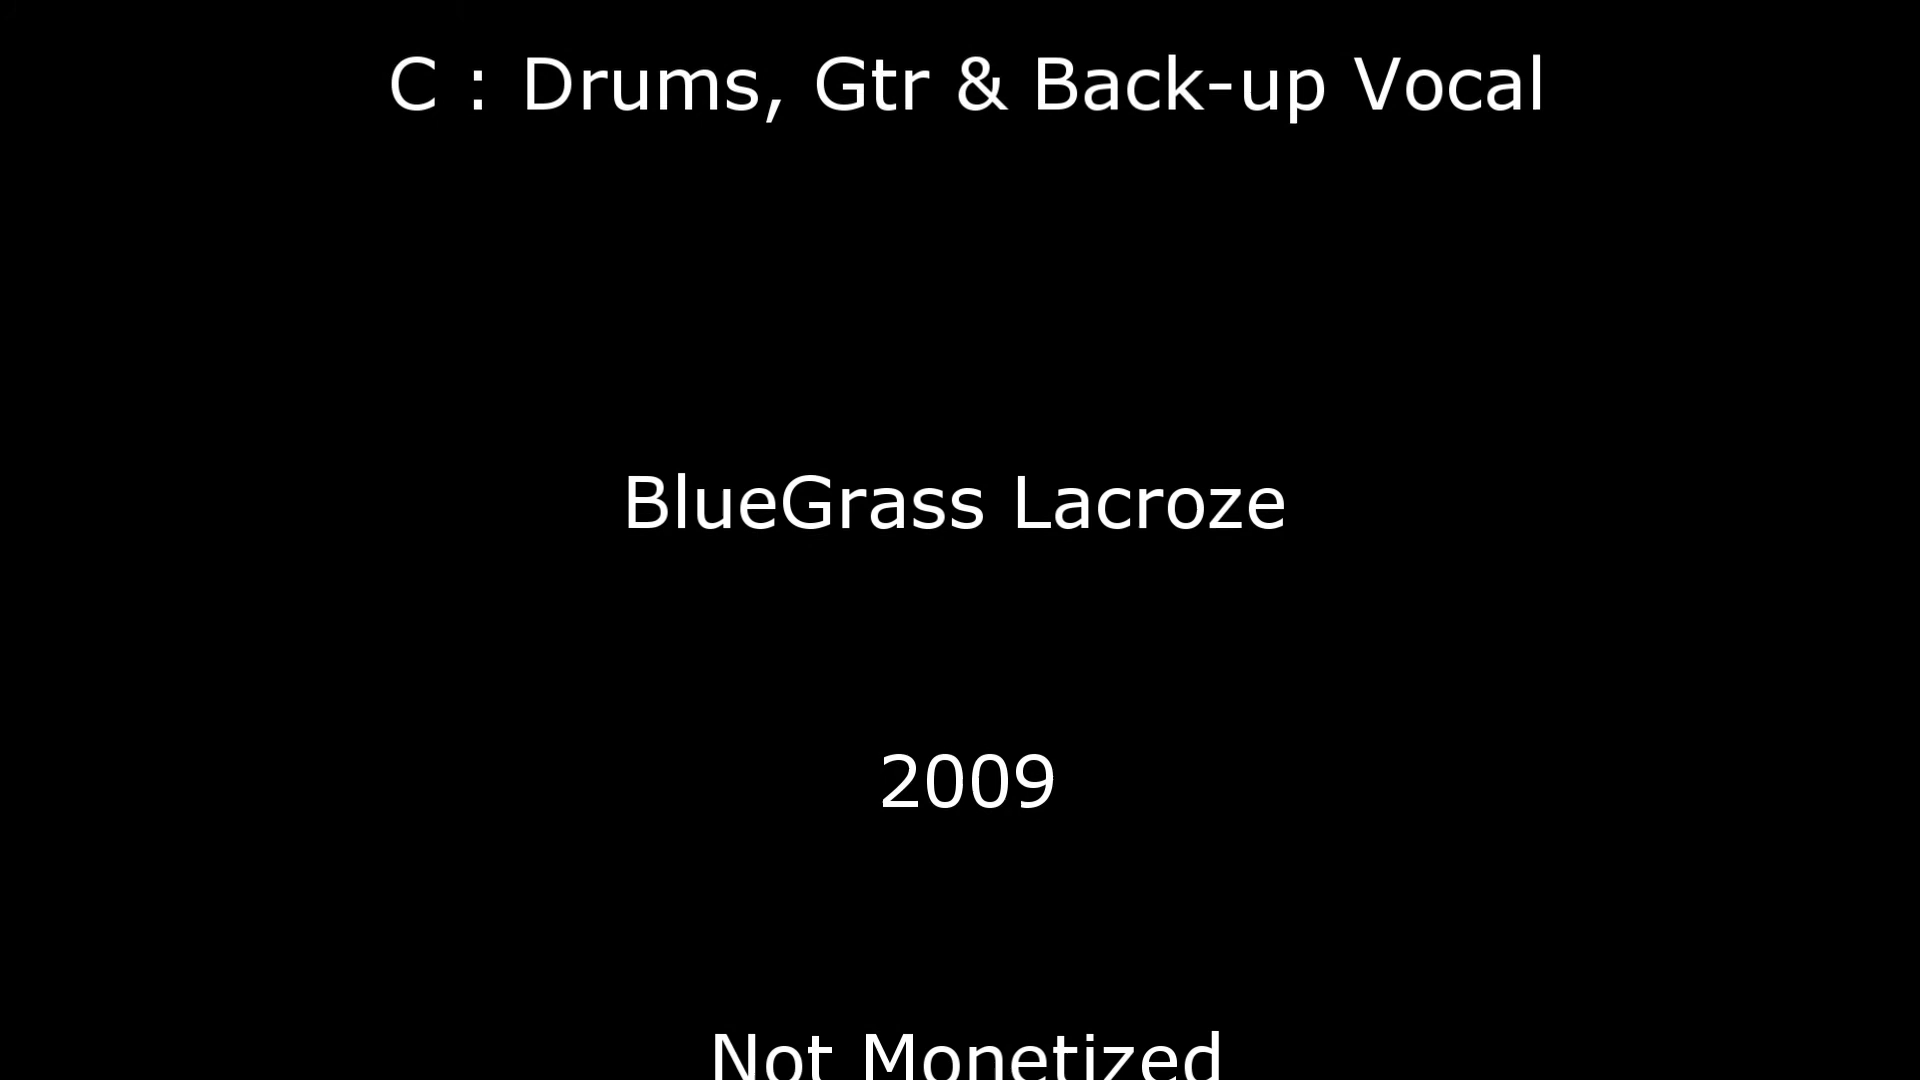 C : Drums, Gtr & Back-up Vocal
BlueGrass Lacroze
2009
Not Monetized